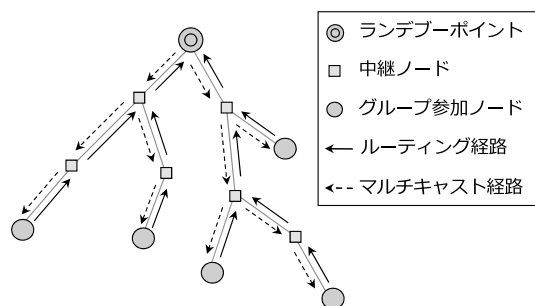 ランデブーポイント
中継ノード
グループ参加ノード
ルーティング経路
マルチキャスト経路